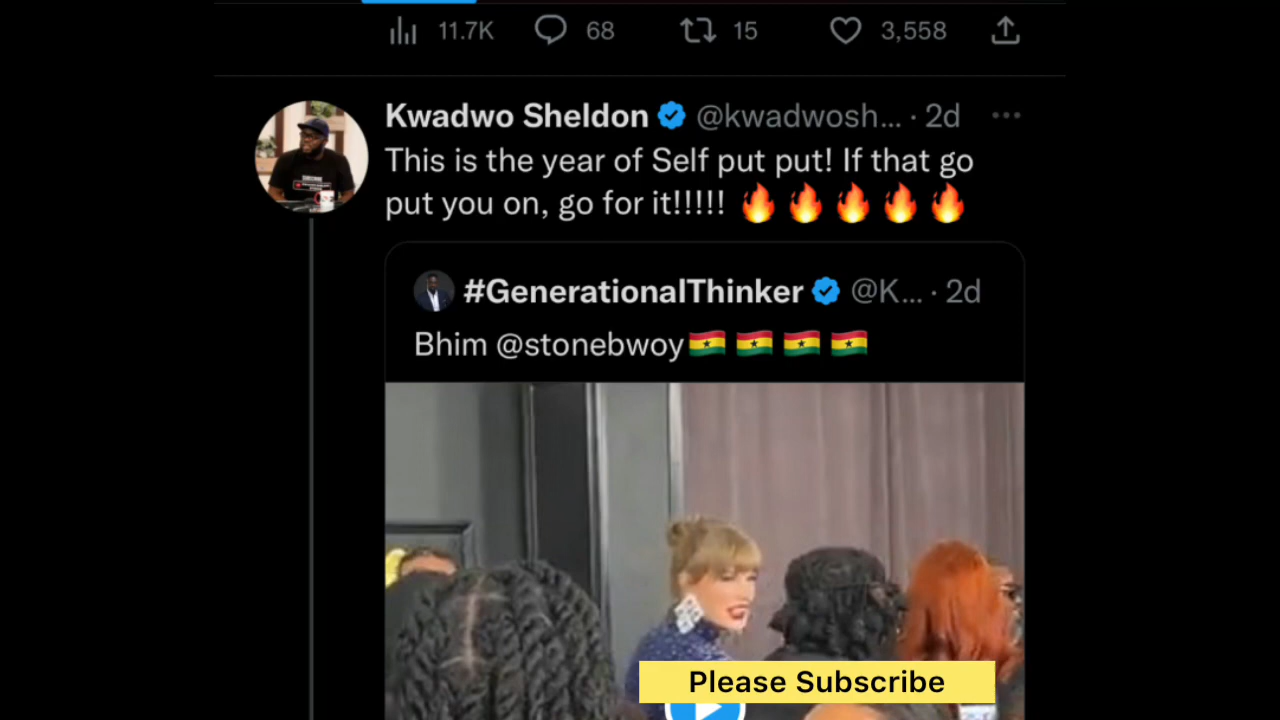 11.7K 68 15 3,558
Kwadwo Sheldon @kwadwosh... · 2d
This is the year of Self put put! If that go
put you on, go for it!!!!! 🔥🔥🔥🔥🔥
#GenerationalThinker @K... · 2d
Bhim @stonebwoy🇬🇭🇬🇭🇬🇭🇬🇭
Please Subscribe